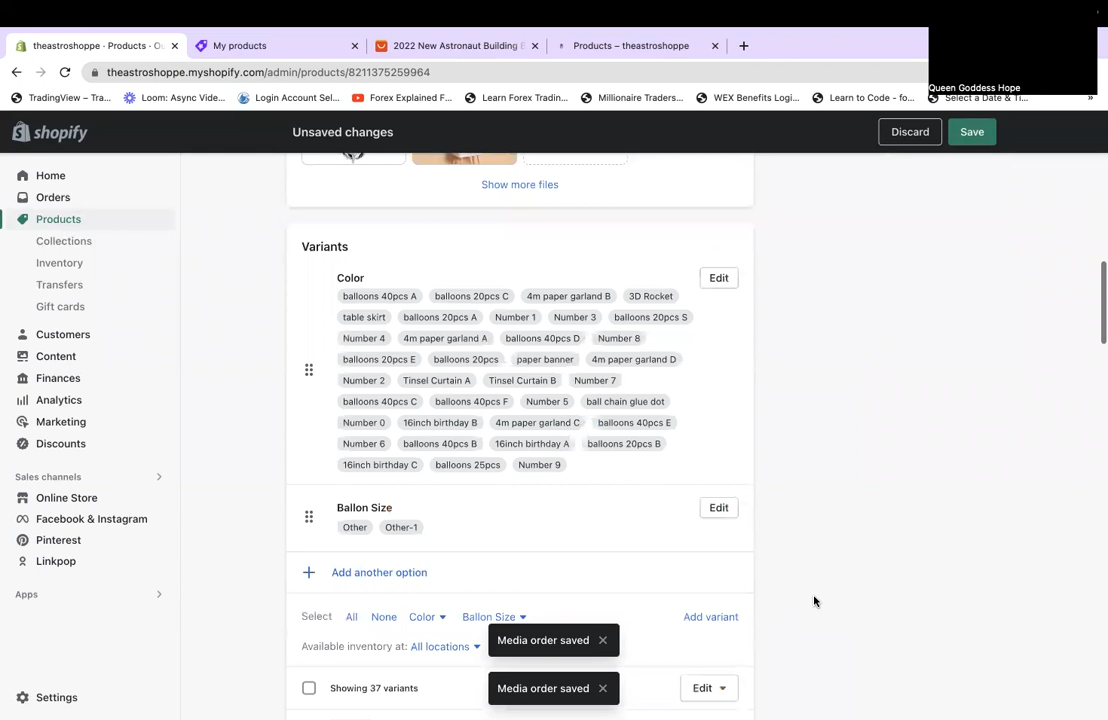 Queen Goddess Hope
theastroshoppe · Products · Ou
My products
2022 New Astronaut Building B
Products – theastroshoppe
theastroshoppe.myshopify.com/admin/products/8211375259964
TradingView – Tra...
Loom: Async Vide...
Login Account Sel...
Forex Explained F...
Learn Forex Tradin...
Millionaire Traders...
WEX Benefits Logi...
Learn to Code - fo...
Select a Date & Ti...
»
shopify
Unsaved changes
Discard
Save
Home
Orders
Products
Collections
Inventory
Transfers
Gift cards
Customers
Content
Finances
Analytics
Marketing
Discounts
Sales channels
Online Store
Facebook & Instagram
Pinterest
Linkpop
Apps
Settings
Show more files
Variants
Color
Edit
balloons 40pcs A balloons 20pcs C 4m paper garland B 3D Rocket
table skirt balloons 20pcs A Number 1 Number 3 balloons 20pcs S
Number 4 4m paper garland A balloons 40pcs D Number 8
balloons 20pcs E balloons 20pcs paper banner 4m paper garland D
Number 2 Tinsel Curtain A Tinsel Curtain B Number 7
balloons 40pcs C balloons 40pcs F Number 5 ball chain glue dot
Number 0 16inch birthday B 4m paper garland C balloons 40pcs E
Number 6 balloons 40pcs B 16inch birthday A balloons 20pcs B
16inch birthday C balloons 25pcs Number 9
Ballon Size
Edit
Other Other-1
Add another option
Select All None Color Ballon Size Add variant
Available inventory at: All locations
Media order saved
Showing 37 variants
Media order saved
Edit